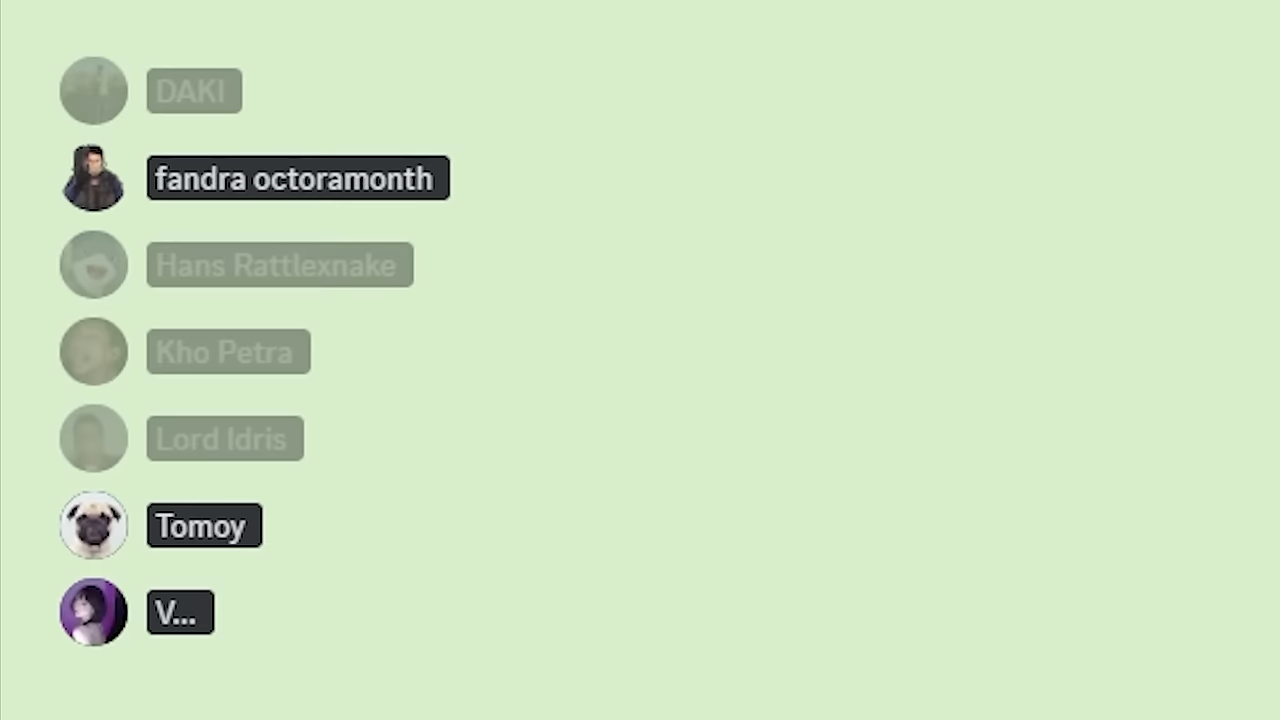 DAKI
fandra octoramonth
Hans Rattlexnake
Kho Petra
Lord Idris
Tomoy
V...